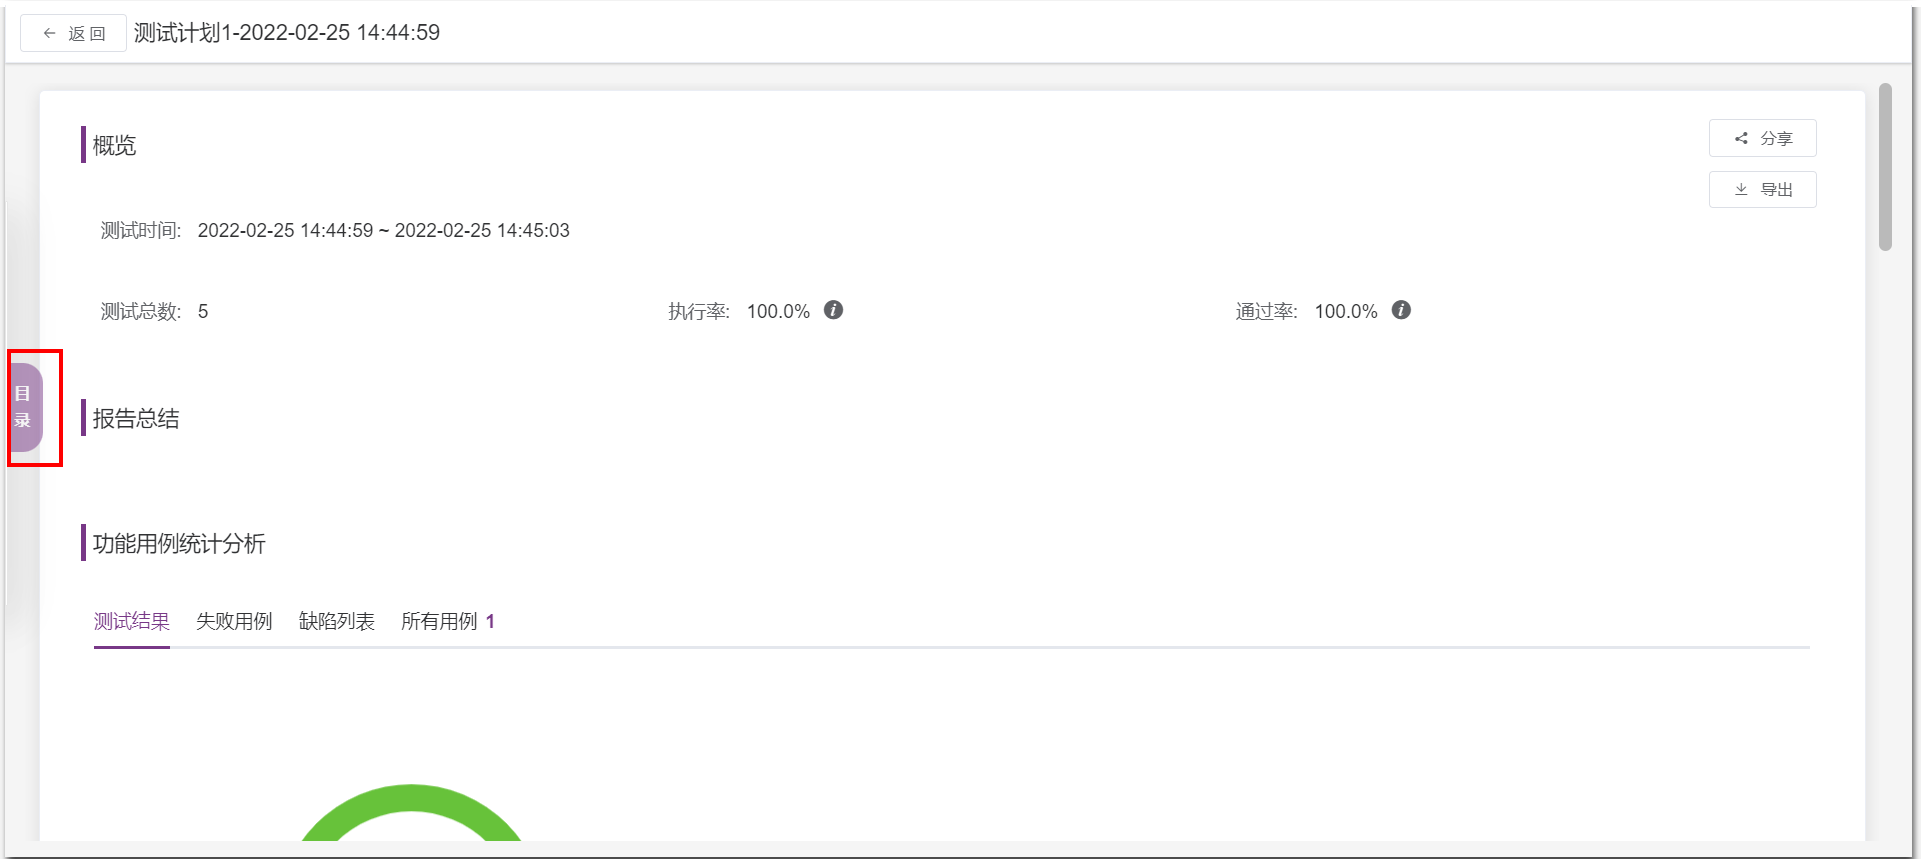 返 回 测试计划1-2022-02-25 14:44:59
概览
分享
导出
测试时间: 2022-02-25 14:44:59 ~ 2022-02-25 14:45:03
测试总数: 5 执行率: 100.0% 通过率: 100.0%
目
录
报告总结
功能用例统计分析
测试结果 失败用例 缺陷列表 所有用例 1